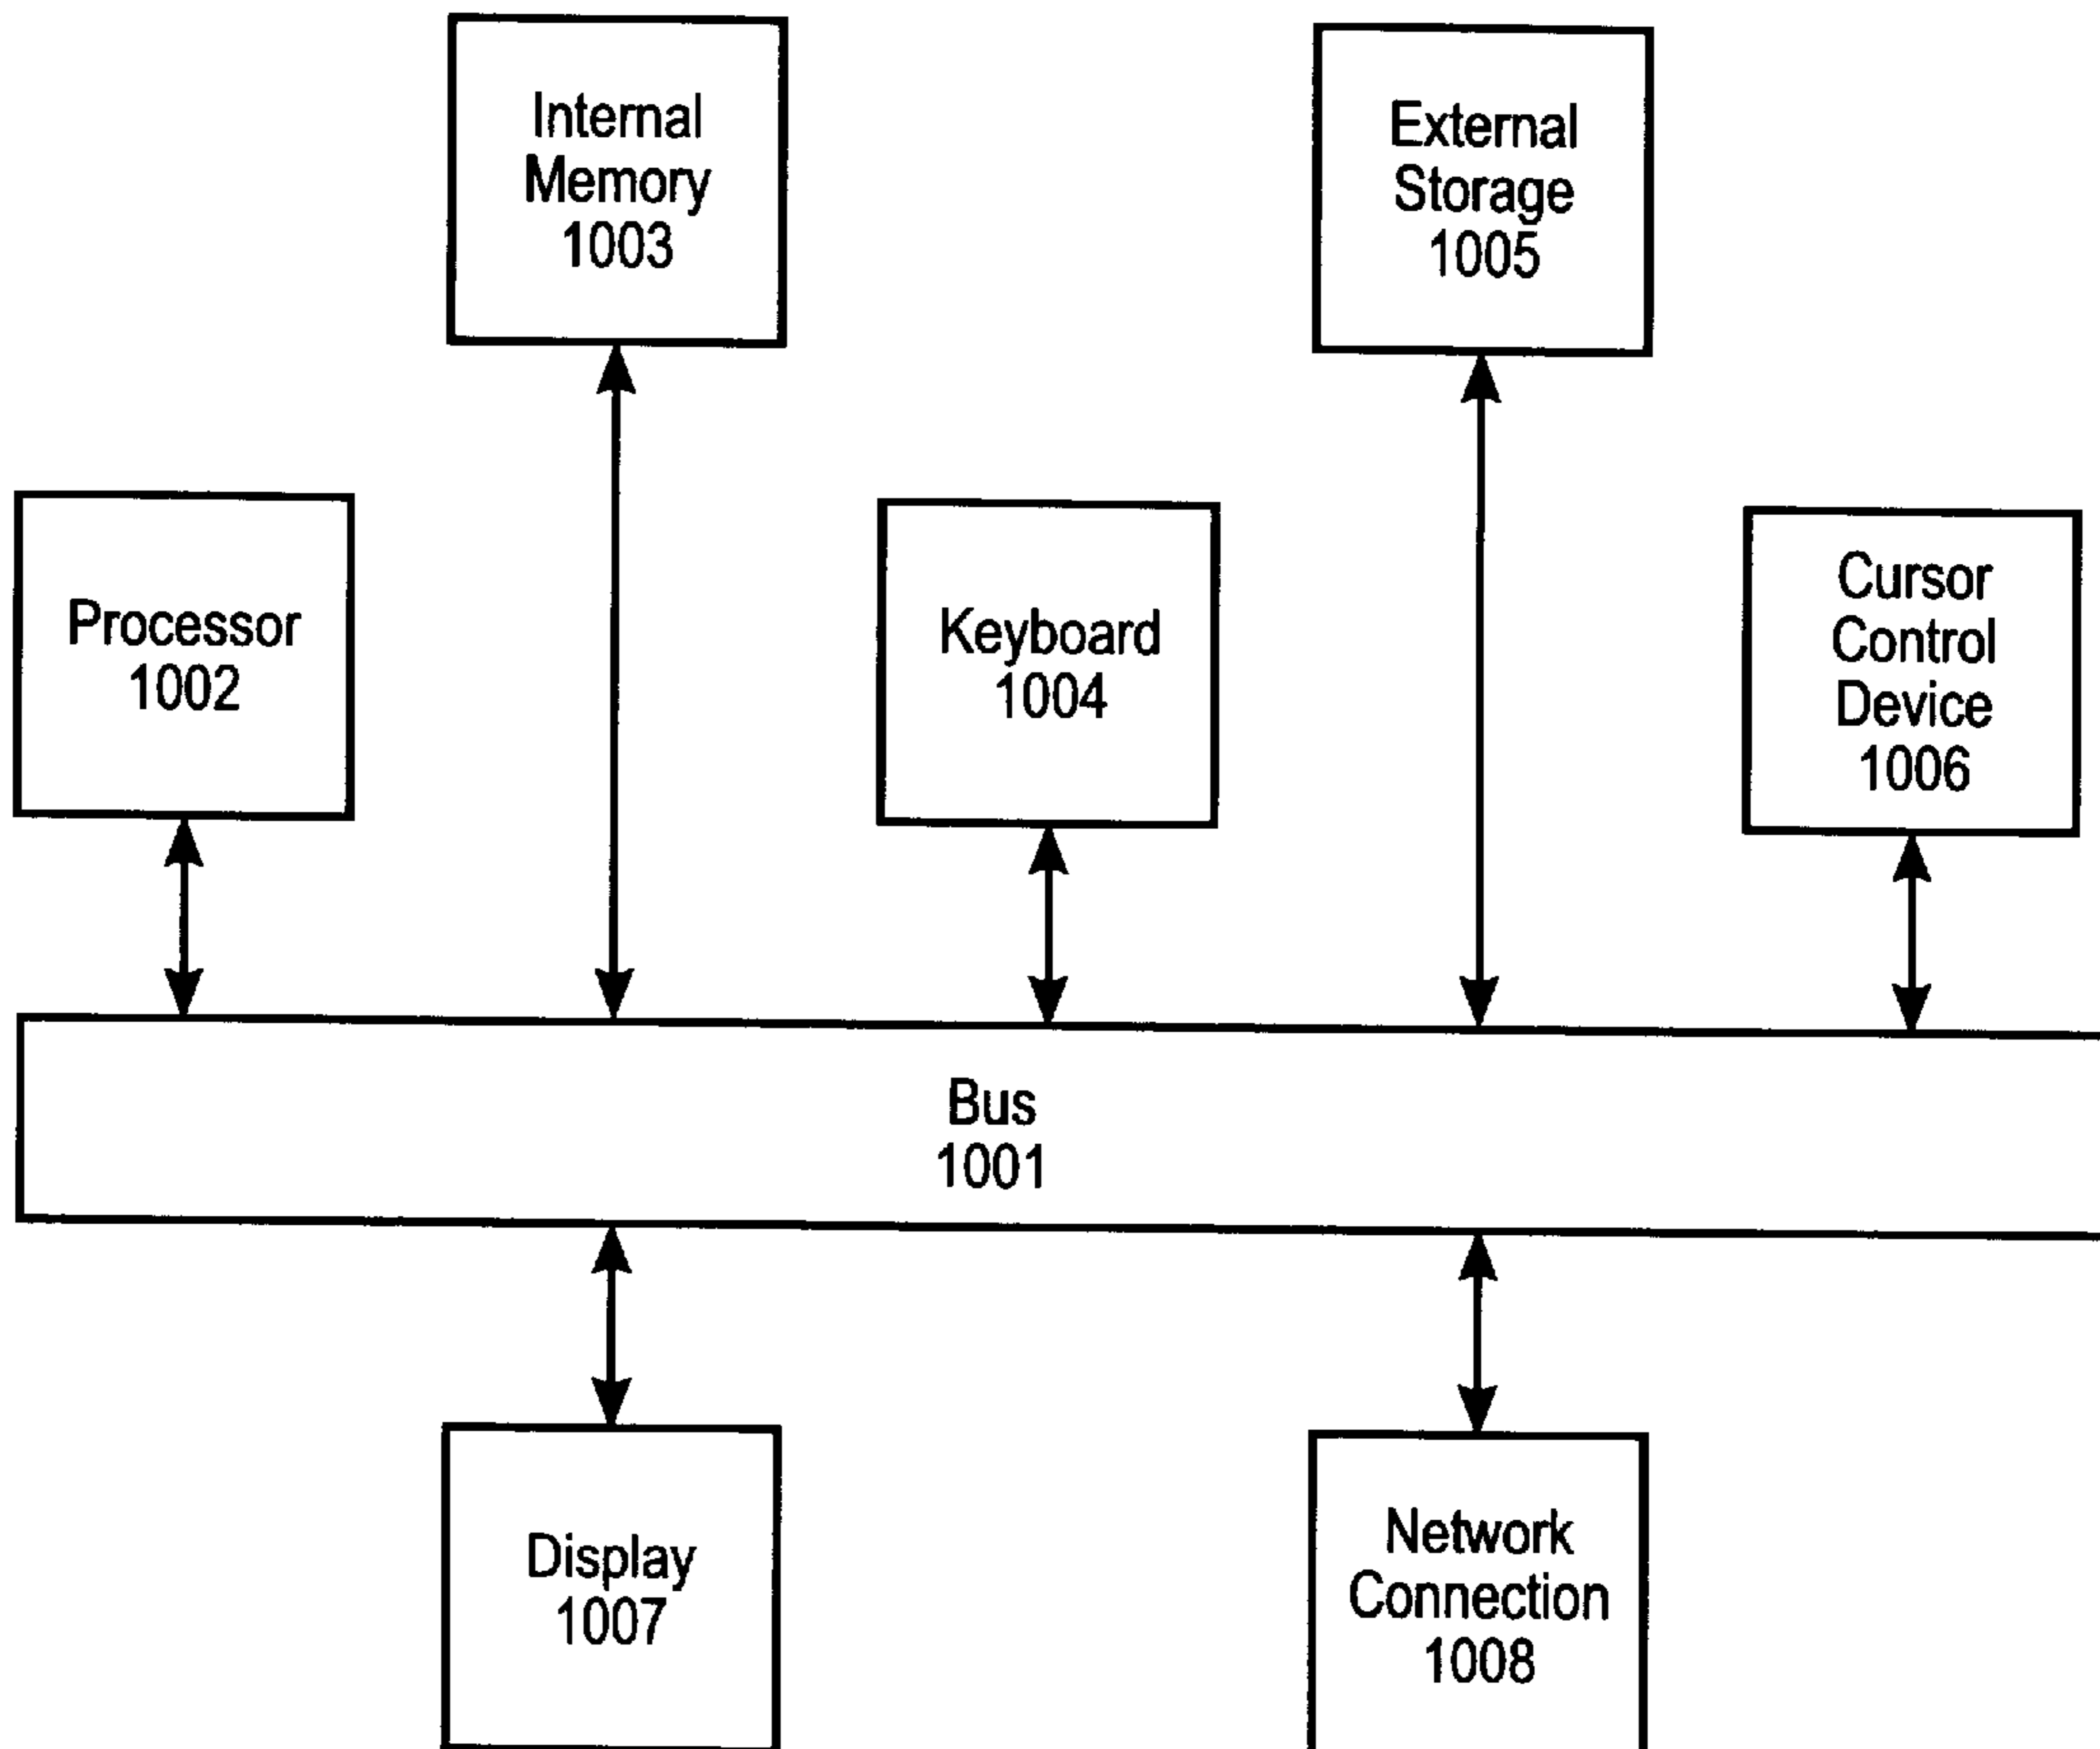 Internal
Memory
1003
External
Storage
1005
Processor
1002
Keyboard
1004
Cursor
Control
Device
1006
Bus
1001
Display
1007
Network
Connection
1008